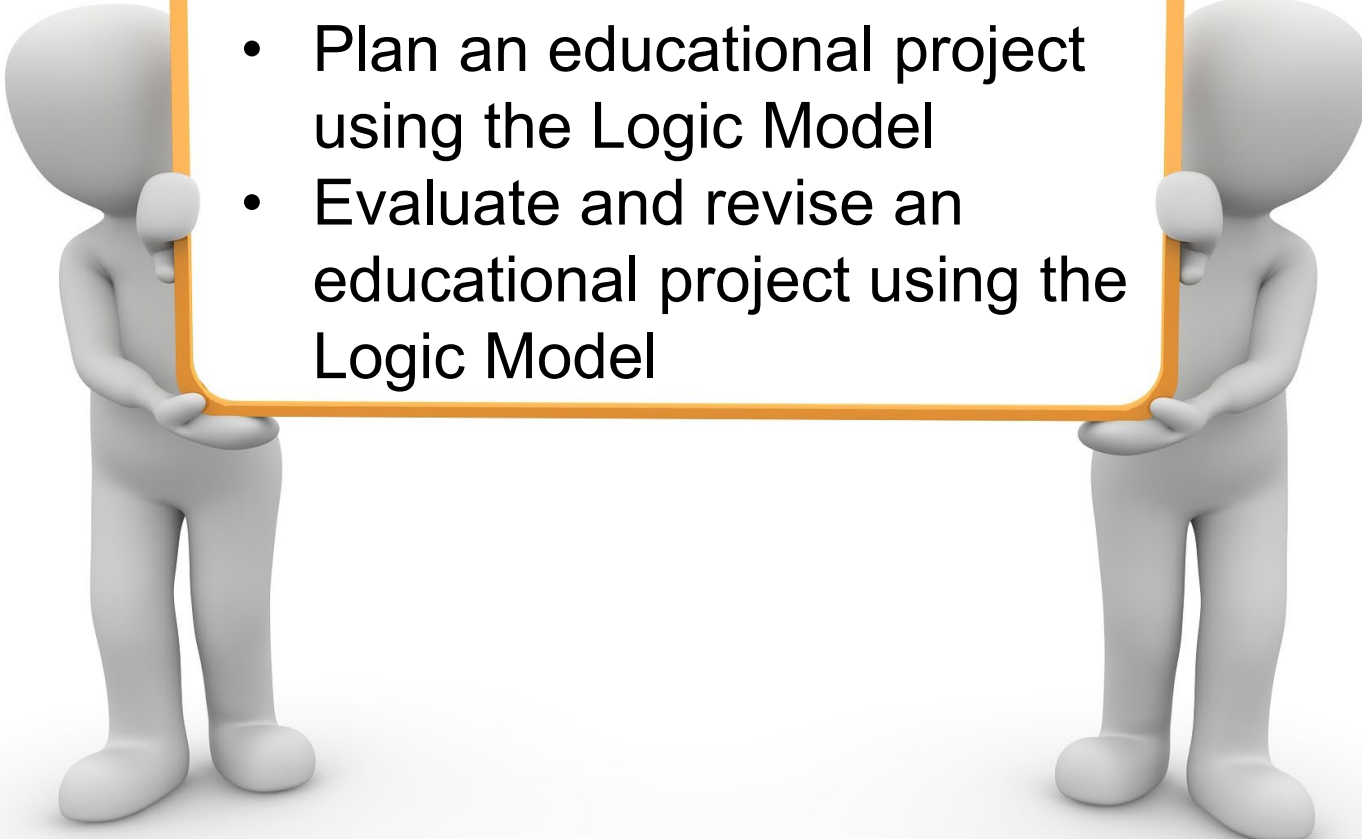 • Plan an educational project
using the Logic Model
• Evaluate and revise an
educational project using the
Logic Model